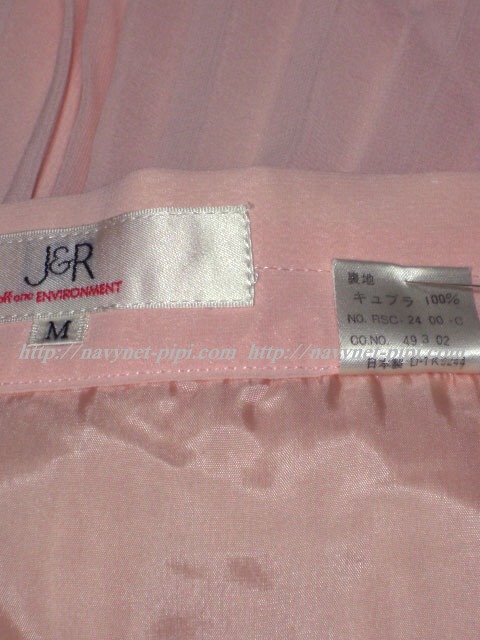 J&R
ENVIRONMENT
M
裏地
キュプラ 100%
NO. RSC-24 00-C
CO NO. 49 3 02
日本製
http://navynet-pipi.com http://navynet-pipi.com